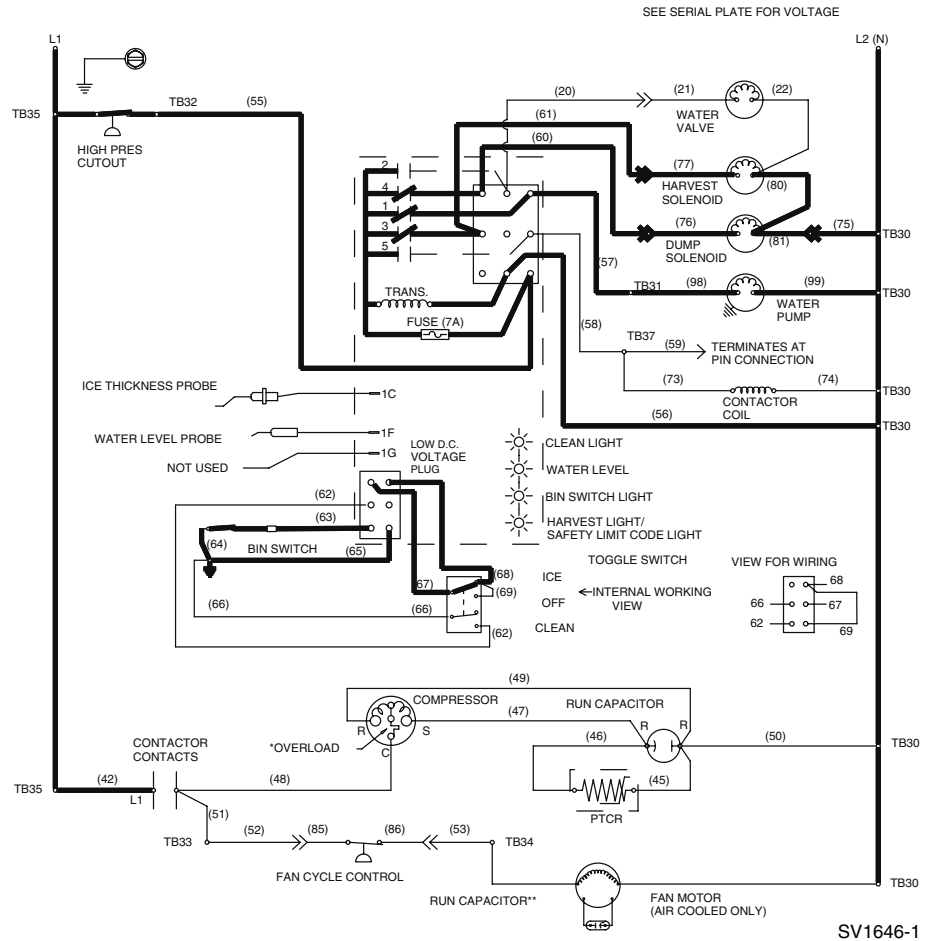 SEE SERIAL PLATE FOR VOLTAGE
L1
L2 (N)
TB35
TB32
(55)
HIGH PRES
CUTOUT
(20)
(21)
(22)
WATER
VALVE
(61)
(60)
(77)
HARVEST
SOLENOID
(80)
2
4
1
3
5
(76)
DUMP
SOLENOID
(81)
(75)
TB30
(57)
TB31
(98)
(99)
WATER
PUMP
TB30
TRANS.
FUSE (7A)
(58)
TB37
(59)
TERMINATES AT
PIN CONNECTION
(73)
(74)
CONTACTOR
COIL
TB30
(56)
TB30
ICE THICKNESS PROBE
1C
WATER LEVEL PROBE
1F
NOT USED
1G
LOW D.C.
VOLTAGE
PLUG
CLEAN LIGHT
WATER LEVEL
BIN SWITCH LIGHT
HARVEST LIGHT/
SAFETY LIMIT CODE LIGHT
(62)
(63)
(64)
BIN SWITCH
(65)
(66)
(67)
(66)
(68)
(69)
(62)
TOGGLE SWITCH
ICE
OFF
CLEAN
INTERNAL WORKING
VIEW
VIEW FOR WIRING
68
66
67
62
69
(49)
COMPRESSOR
(47)
RUN CAPACITOR
R
S
C
*OVERLOAD
R
R
(46)
(45)
(50)
TB30
PTCR
CONTACTOR
CONTACTS
TB35
(42)
L1
(48)
(51)
TB33
(52)
(85)
(86)
(53)
TB34
FAN CYCLE CONTROL
RUN CAPACITOR**
FAN MOTOR
(AIR COOLED ONLY)
TB30
SV1646-1